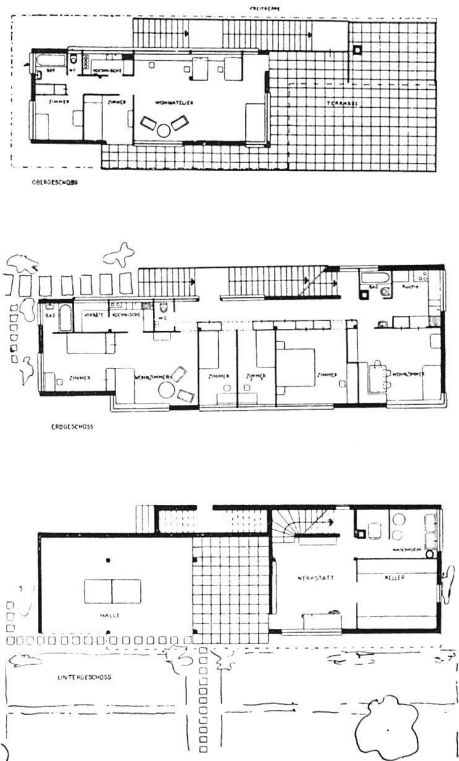 FREITREPPE
BAD
WC
KOCHNISCHE
ZIMMER
ZIMMER
WOHNATELIER
TERRASSE
OBERGESCHOSS
BAD
VORRÄTE
KOCHNISCHE
WC
BAD
KÜCHE
ZIMMER
WOHNZIMMER
ZIMMER
ZIMMER
ZIMMER
WOHNZIMMER
ERDGESCHOSS
WASCHKÜCHE
HALLE
WERKSTATT
KELLER
UNTERGESCHOSS